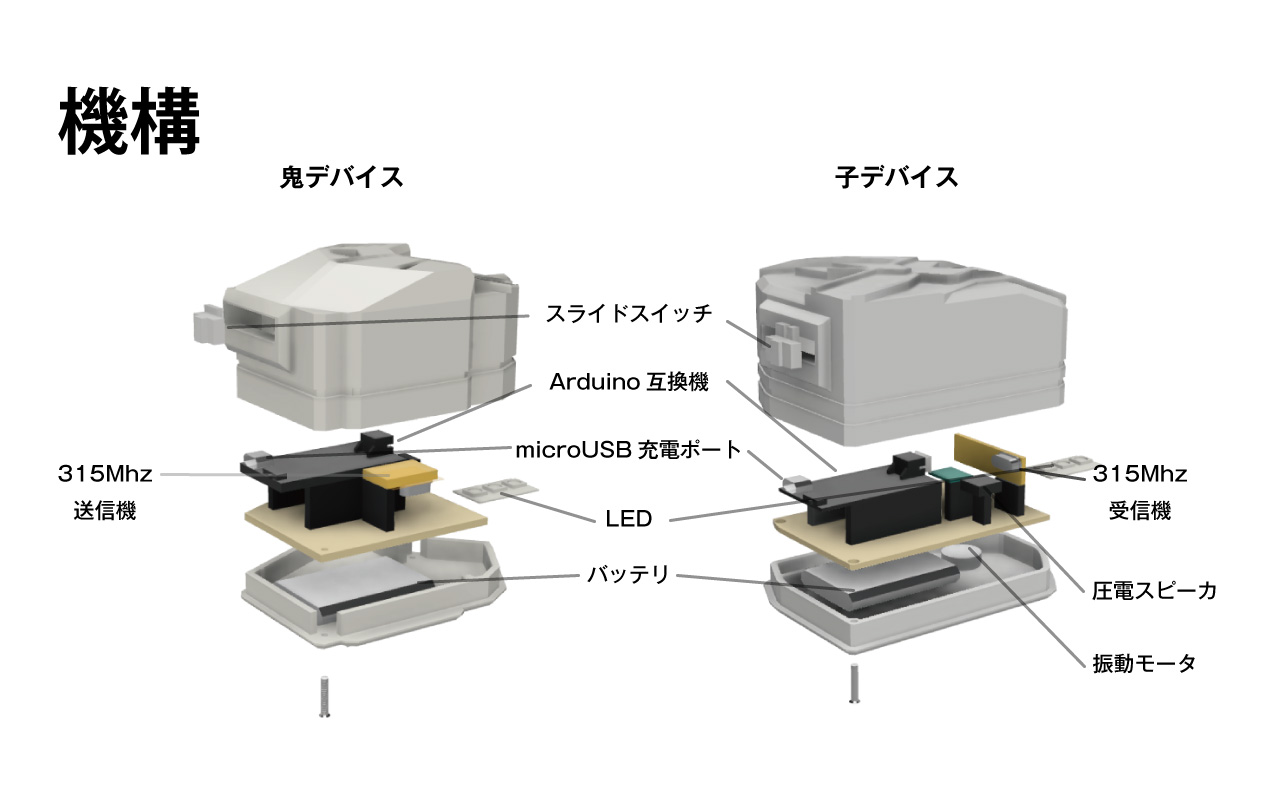 機構
鬼デバイス
子デバイス
スライドスイッチ
Arduino 互換機
microUSB 充電ポート
315Mhz
送信機
315Mhz
受信機
LED
バッテリ
圧電スピーカ
振動モータ